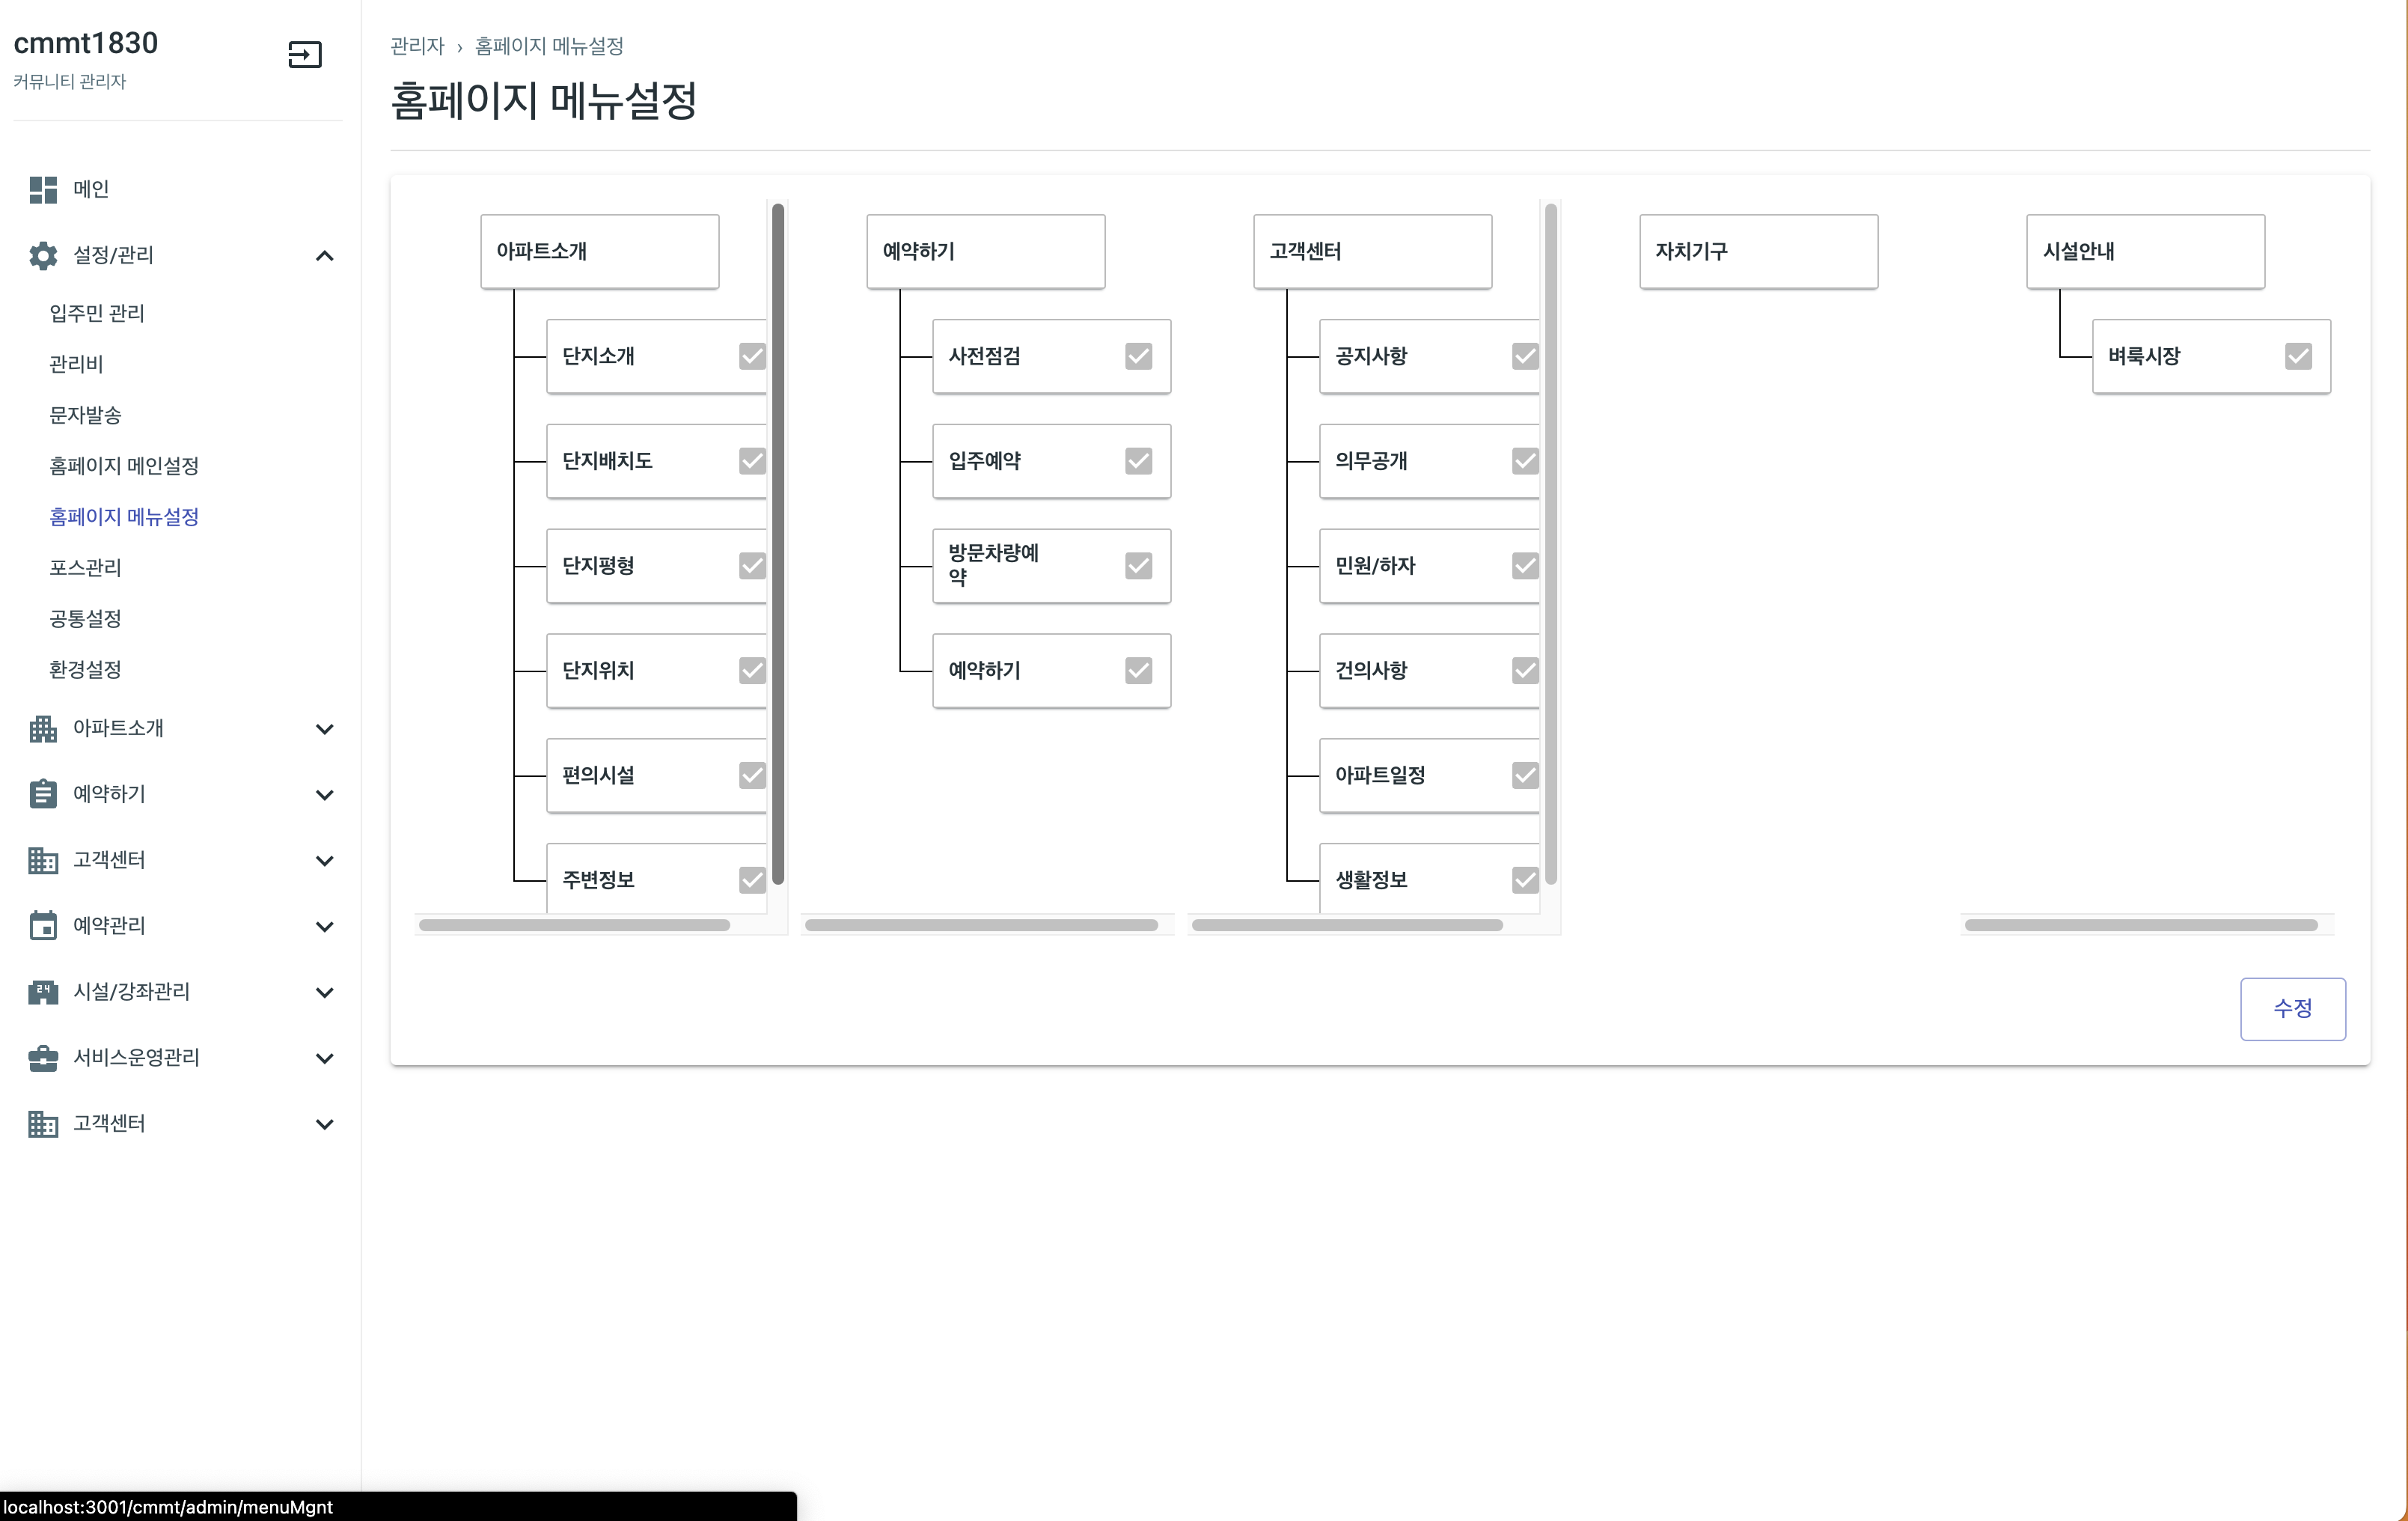 cmmt1830
커뮤니티 관리자
메인
설정/관리
입주민 관리
관리비
문자발송
홈페이지 메인설정
홈페이지 메뉴설정
포스관리
공통설정
환경설정
아파트소개
예약하기
고객센터
예약관리
24
시설/강좌관리
서비스운영관리
고객센터
관리자 › 홈페이지 메뉴설정
홈페이지 메뉴설정
아파트소개
단지소개
단지배치도
단지평형
단지위치
편의시설
주변정보
예약하기
사전점검
입주예약
방문차량예
약
예약하기
고객센터
공지사항
의무공개
민원/하자
건의사항
아파트일정
생활정보
자치기구
시설안내
벼룩시장
수정
localhost:3001/cmmt/admin/menuMgnt